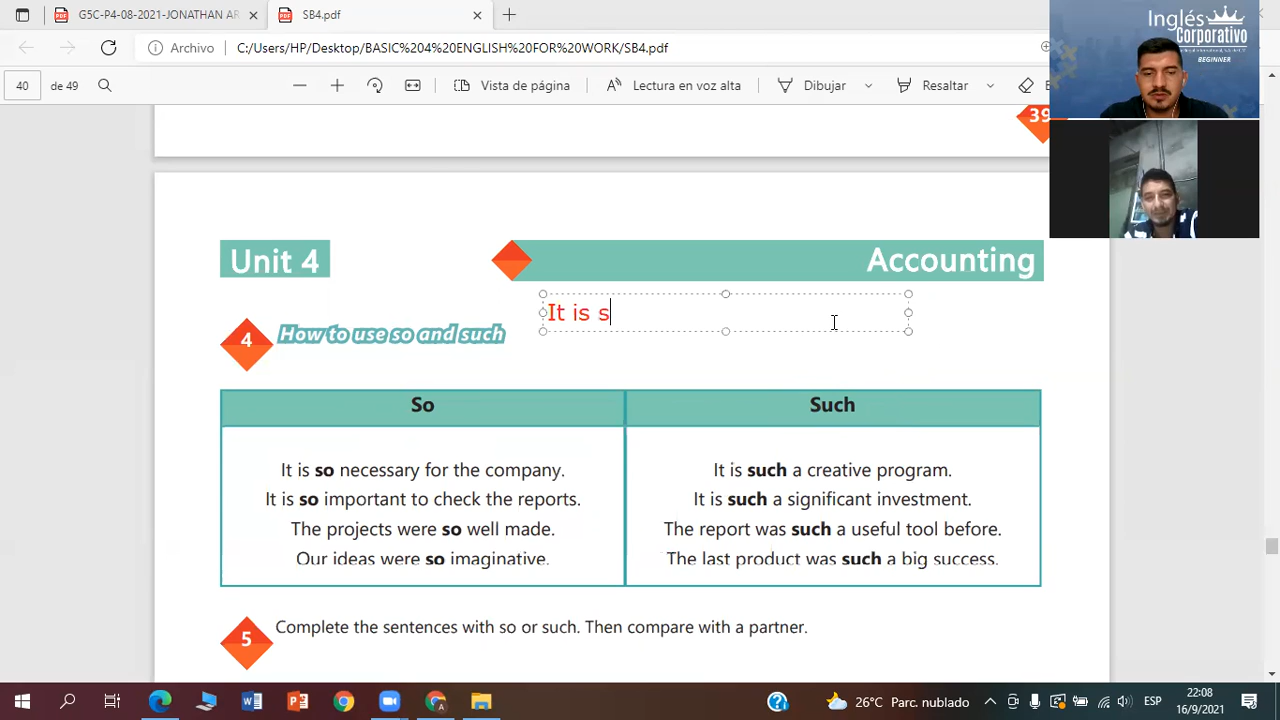 G5C-P4-08-2021-JONATHAN AR
SB4.pdf
Archivo
C:/Users/HP/Desktop/BASIC%204%20ENGLISH%20FOR%20WORK/SB4.pdf
40 de 49
Vista de página
Lectura en voz alta
Dibujar
Resaltar
Inglés
Corporativo
BEGINNER
39
Unit 4
Accounting
It is s
4
How to use so and such
So
Such
It is so necessary for the company.
It is such a creative program.
It is so important to check the reports.
It is such a significant investment.
The projects were so well made.
The report was such a useful tool before.
Our ideas were so imaginative.
The last product was such a big success.
5
Complete the sentences with so or such. Then compare with a partner.
26°C Parc. nublado
ESP
22:08
16/9/2021